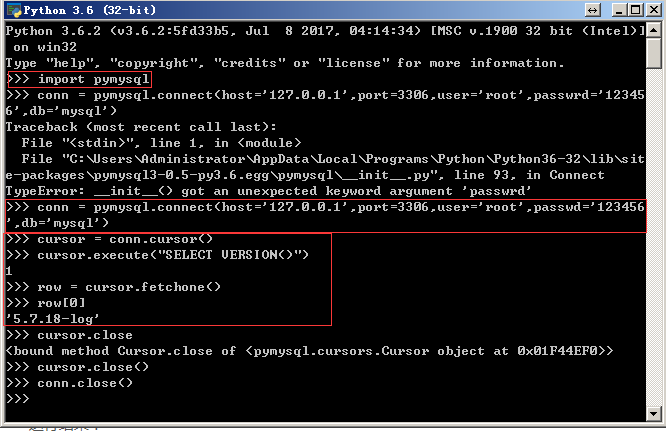 Python 3.6 (32-bit)
Python 3.6.2 (v3.6.2:5fd33b5, Jul  8 2017, 04:14:34) [MSC v.1900 32 bit (Intel)]
 on win32
Type "help", "copyright", "credits" or "license" for more information.
>>> import pymysql
>>> conn = pymysql.connect(host='127.0.0.1',port=3306,user='root',passwrd='12345
6',db='mysql')
Traceback (most recent call last):
  File "<stdin>", line 1, in <module>
  File "C:\Users\Administrator\AppData\Local\Programs\Python\Python36-32\lib\sit
e-packages\pymysql3-0.5-py3.6.egg\pymysql\__init__.py", line 93, in Connect
TypeError: __init__() got an unexpected keyword argument 'passwrd'
>>> conn = pymysql.connect(host='127.0.0.1',port=3306,user='root',passwd='123456
',db='mysql')
>>> cursor = conn.cursor()
>>> cursor.execute("SELECT VERSION()")
1
>>> row = cursor.fetchone()
>>> row[0]
'5.7.18-log'
>>> cursor.close
<bound method Cursor.close of <pymysql.cursors.Cursor object at 0x01F44EF0>>
>>> cursor.close()
>>> conn.close()
>>>